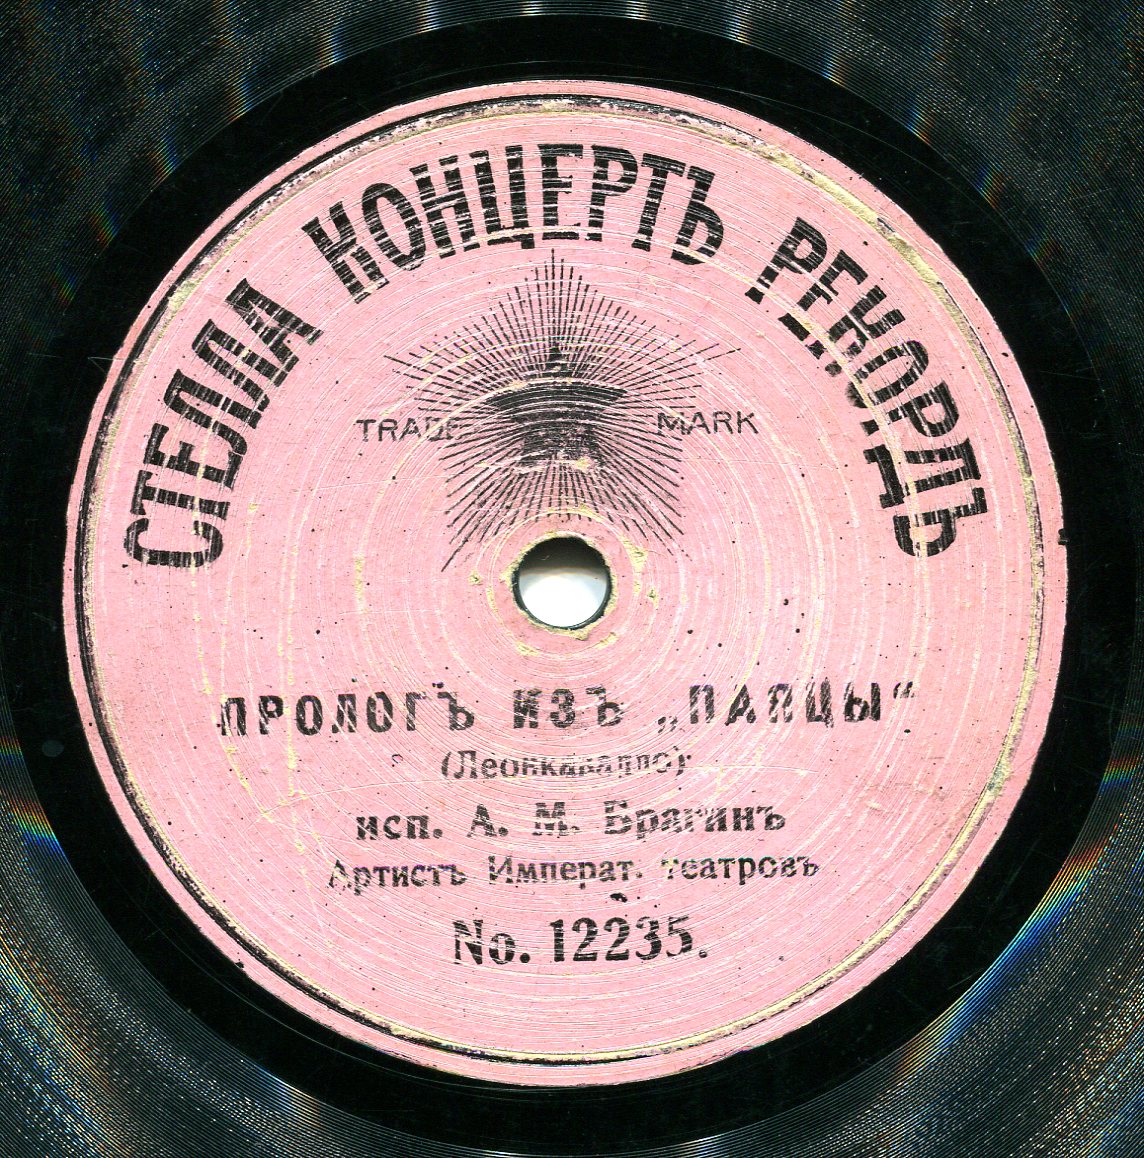 СТЕЛЛА КОНЦЕРТЪ РЕКОРДЪ
TRADE MARK
ПРОЛОГЪ ИЗЪ „ПАЯЦЫ“
(Леонкавалло)
исп. А. М. Брагинъ
Артистъ Императ. театровъ
No. 12235.